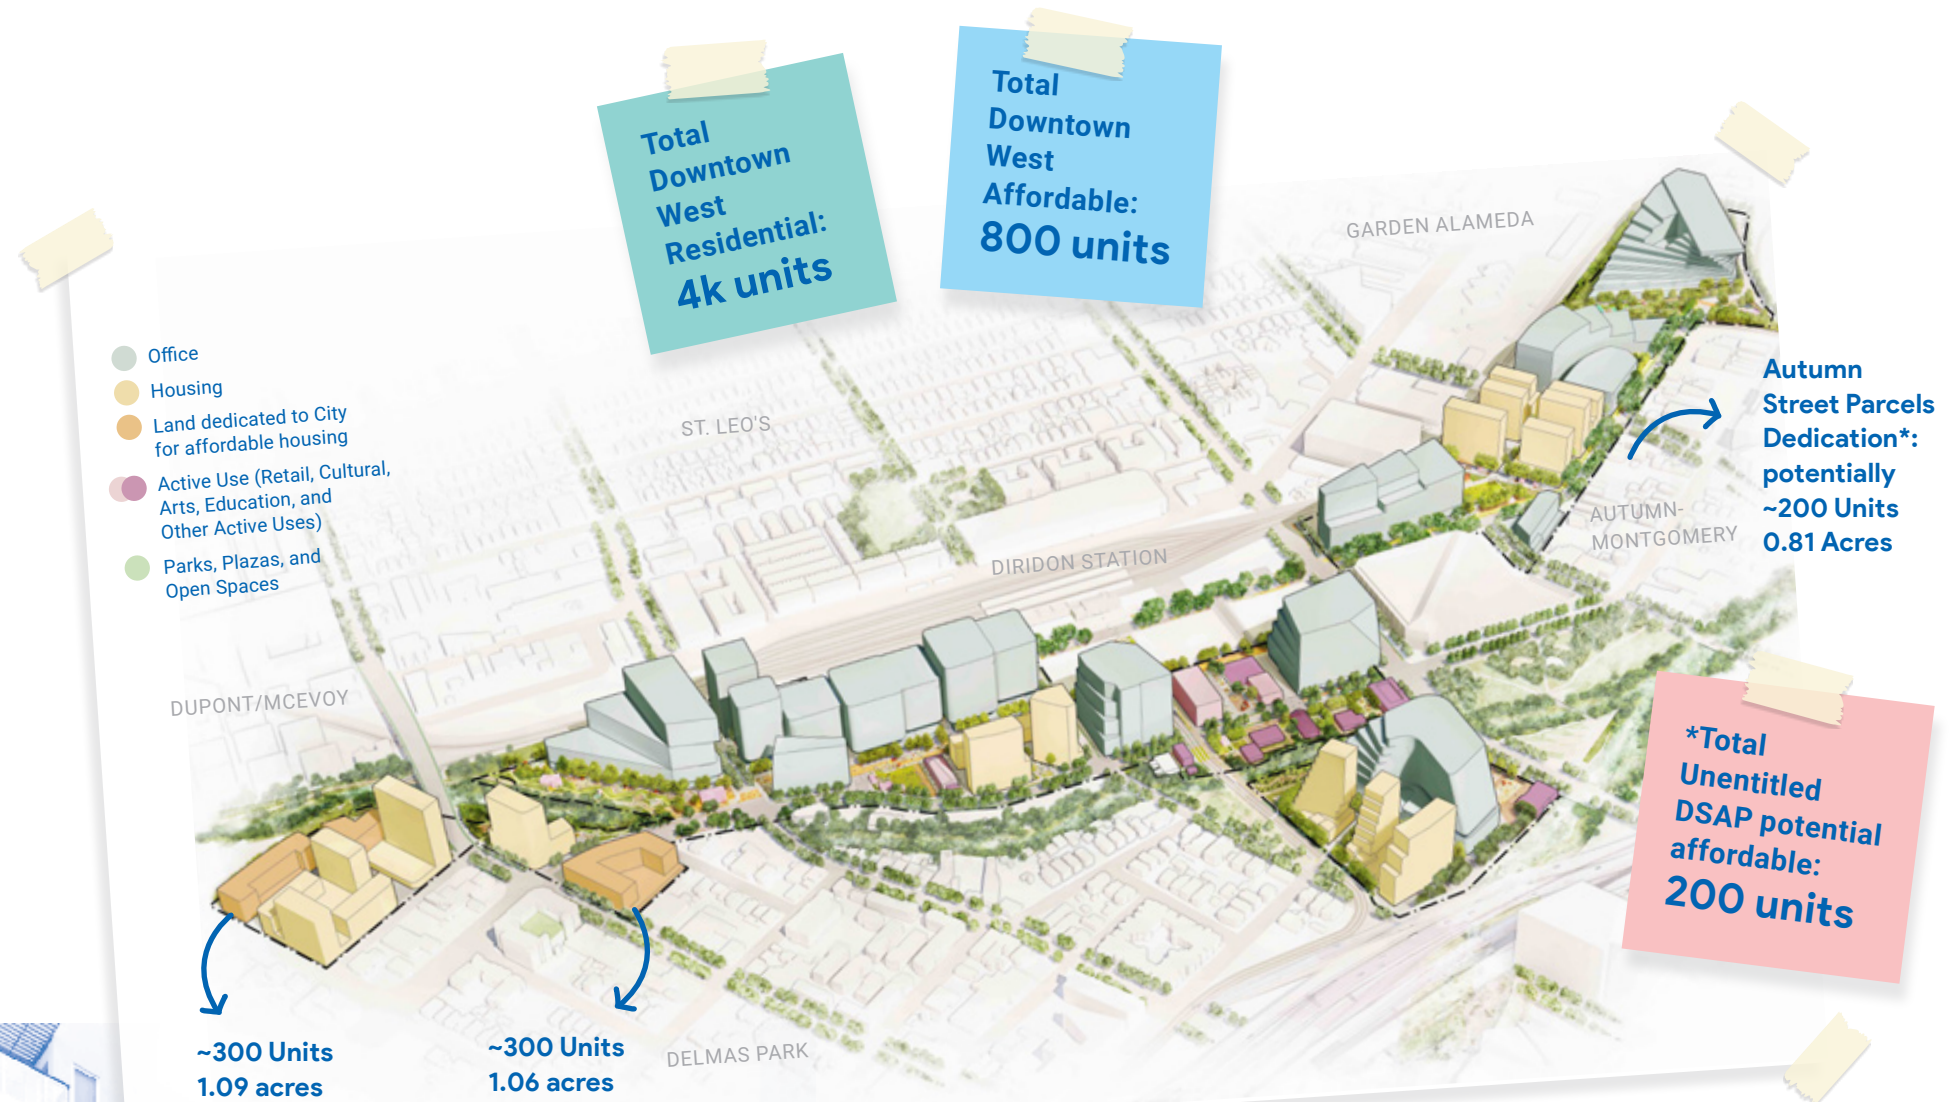 Total
Downtown
West
Residential:
4k units
Total
Downtown
West
Affordable:
800 units
GARDEN ALAMEDA
Office
Housing
Land dedicated to City
for affordable housing
Active Use (Retail, Cultural,
Arts, Education, and
Other Active Uses)
Parks, Plazas, and
Open Spaces
ST. LEO'S
DIRIDON STATION
AUTUMN-
MONTGOMERY
Autumn
Street Parcels
Dedication*:
potentially
~200 Units
0.81 Acres
DUPONT/MCEVOY
*Total
Unentitled
DSAP potential
affordable:
200 units
~300 Units
1.09 acres
~300 Units
1.06 acres
DELMAS PARK